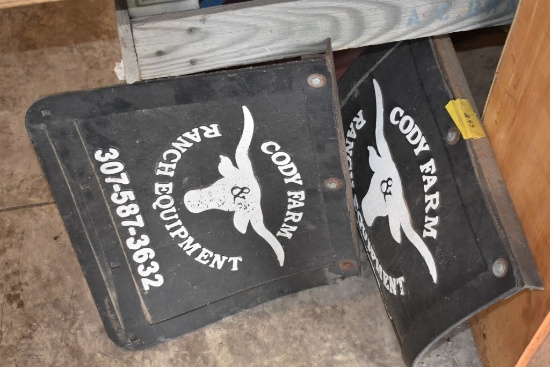 CODY FARM
&
RANCH EQUIPMENT
307-587-3632
CODY FARM
&